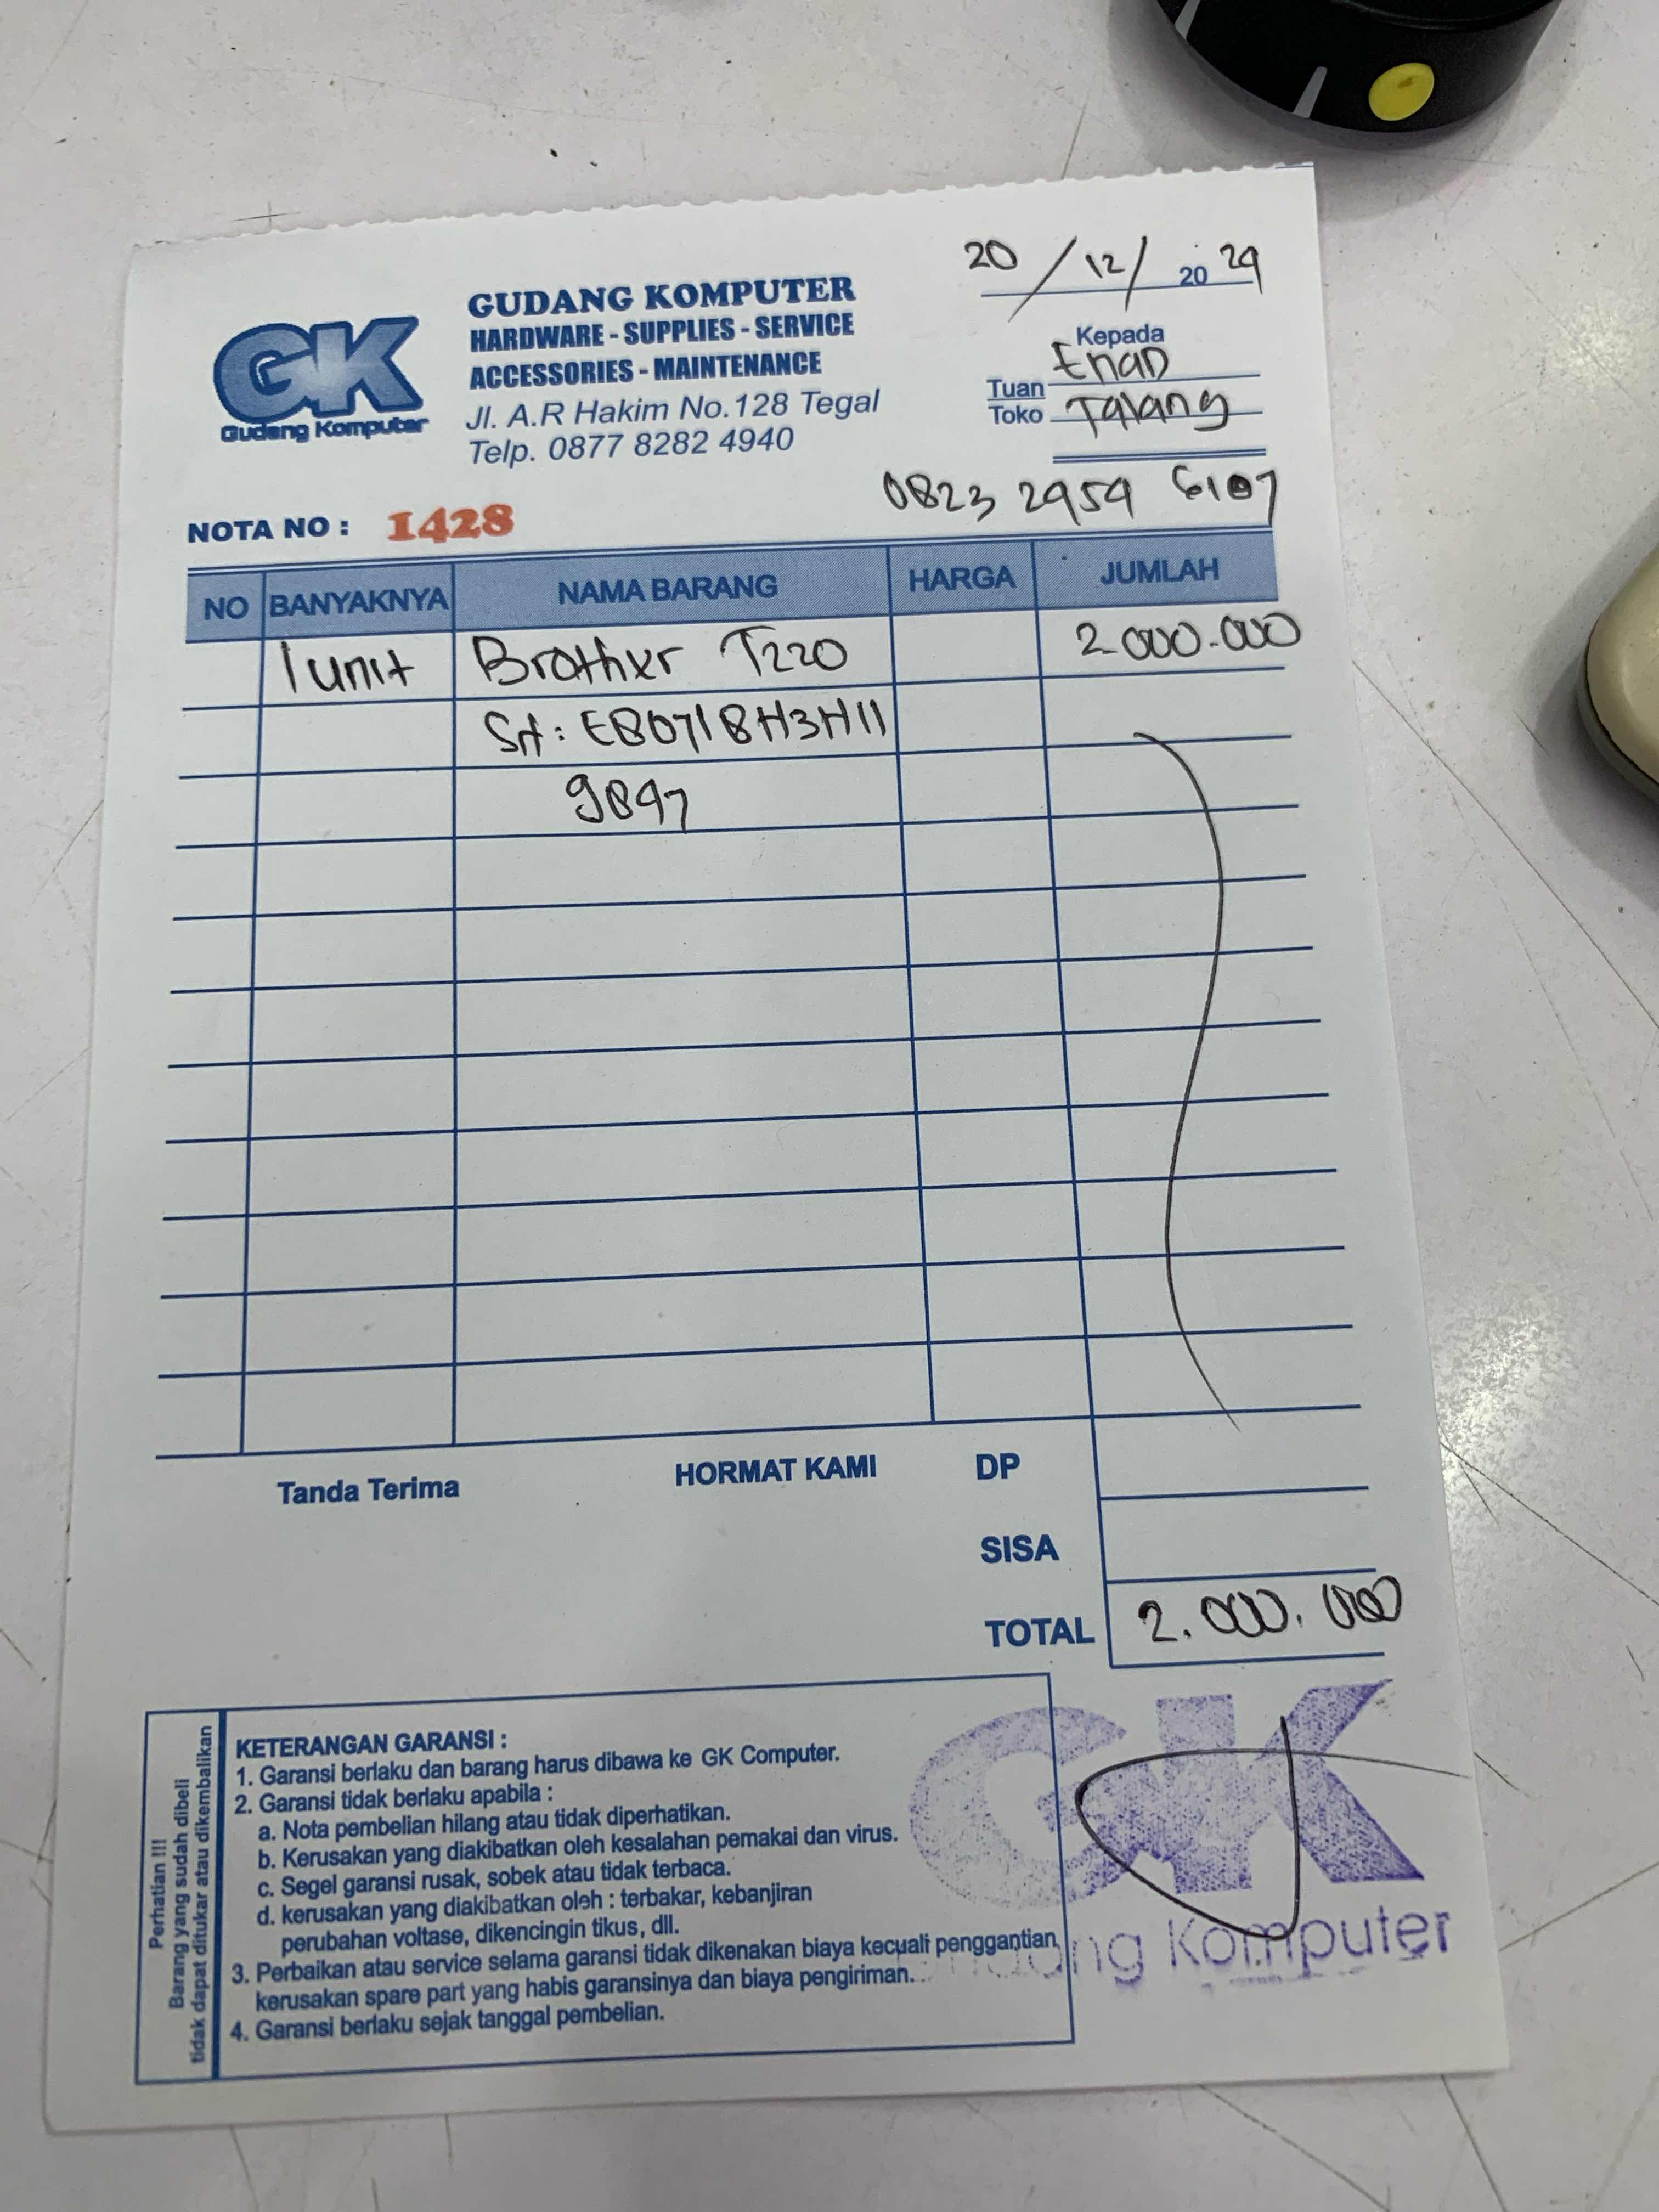 20/12/2024
GK
Gudang Komputer
GUDANG KOMPUTER
HARDWARE - SUPPLIES - SERVICE
ACCESSORIES - MAINTENANCE
Jl. A.R Hakim No.128 Tegal
Telp. 0877 8282 4940
Kepada
Tuan Enan
Toko Talang
0823 2959 6107
NOTA NO : 1428
NO BANYAKNYA NAMA BARANG HARGA JUMLAH
1 unit Brother T220 2.000.000
SN: E80718H3H11
9897
Tanda Terima HORMAT KAMI DP
SISA
TOTAL 2.000.000
Perhatian !!!
Barang yang sudah dibeli
tidak dapat ditukar atau dikembalikan
KETERANGAN GARANSI :
1. Garansi berlaku dan barang harus dibawa ke GK Computer.
2. Garansi tidak berlaku apabila :
a. Nota pembelian hilang atau tidak diperhatikan.
b. Kerusakan yang diakibatkan oleh kesalahan pemakai dan virus.
c. Segel garansi rusak, sobek atau tidak terbaca.
d. kerusakan yang diakibatkan oleh : terbakar, kebanjiran
perubahan voltase, dikencingin tikus, dll.
3. Perbaikan atau service selama garansi tidak dikenakan biaya kecuali penggantian
kerusakan spare part yang habis garansinya dan biaya pengiriman.
4. Garansi berlaku sejak tanggal pembelian.
GK
Gudang Komputer